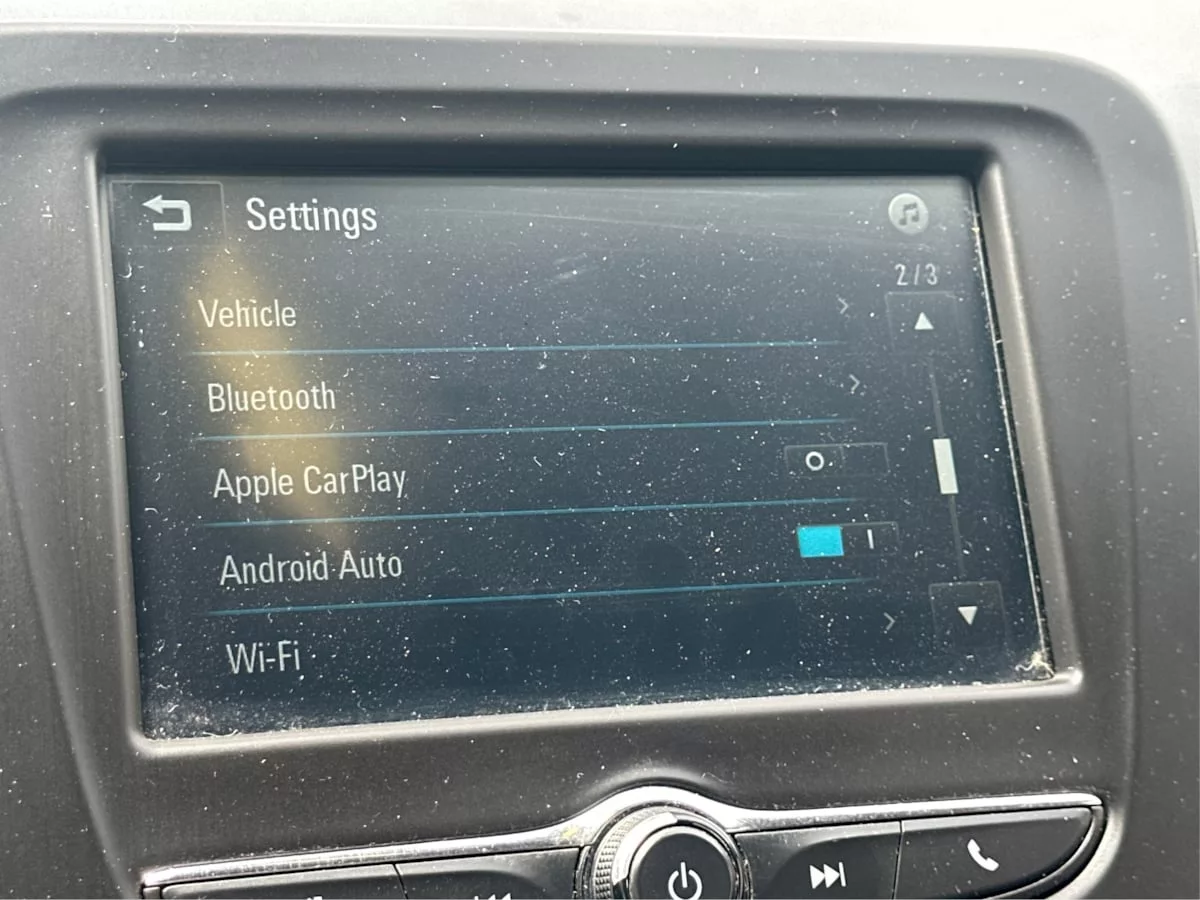 Settings
2/3
Vehicle
Bluetooth
Apple CarPlay
Android Auto
Wi-Fi